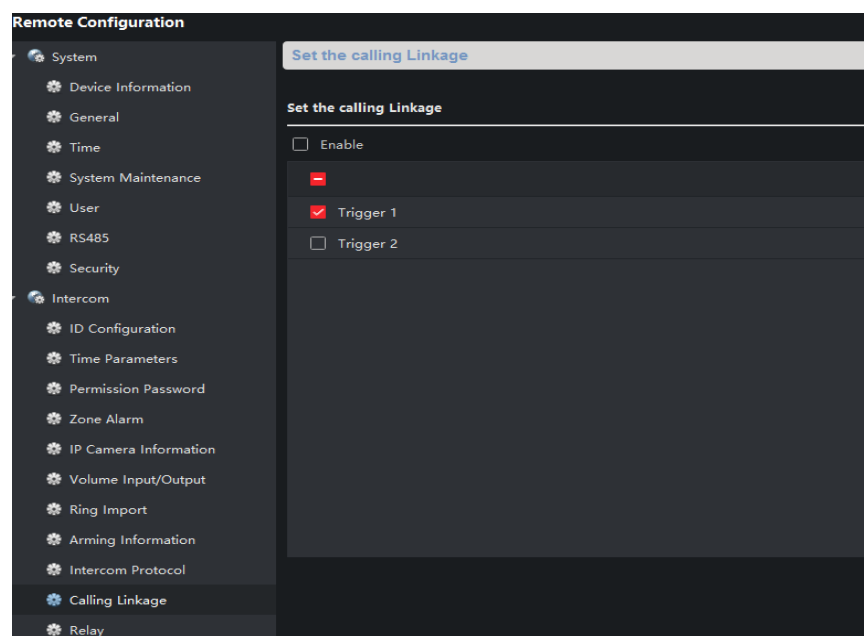 Remote Configuration
System
Device Information
General
Time
System Maintenance
User
RS485
Security
Intercom
ID Configuration
Time Parameters
Permission Password
Zone Alarm
IP Camera Information
Volume Input/Output
Ring Import
Arming Information
Intercom Protocol
Calling Linkage
Relay
Set the calling Linkage
Set the calling Linkage
Enable
Trigger 1
Trigger 2